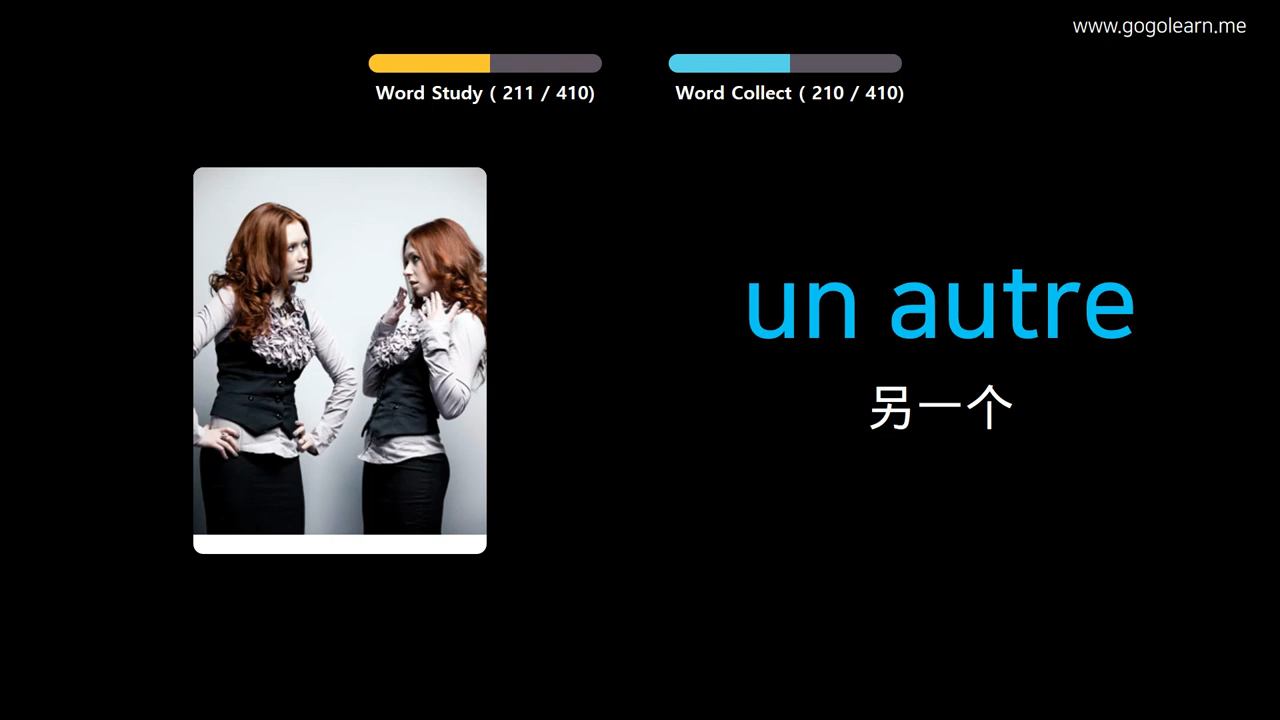 www.gogolearn.me
Word Study ( 211 / 410)
Word Collect ( 210 / 410)
un autre
另一个